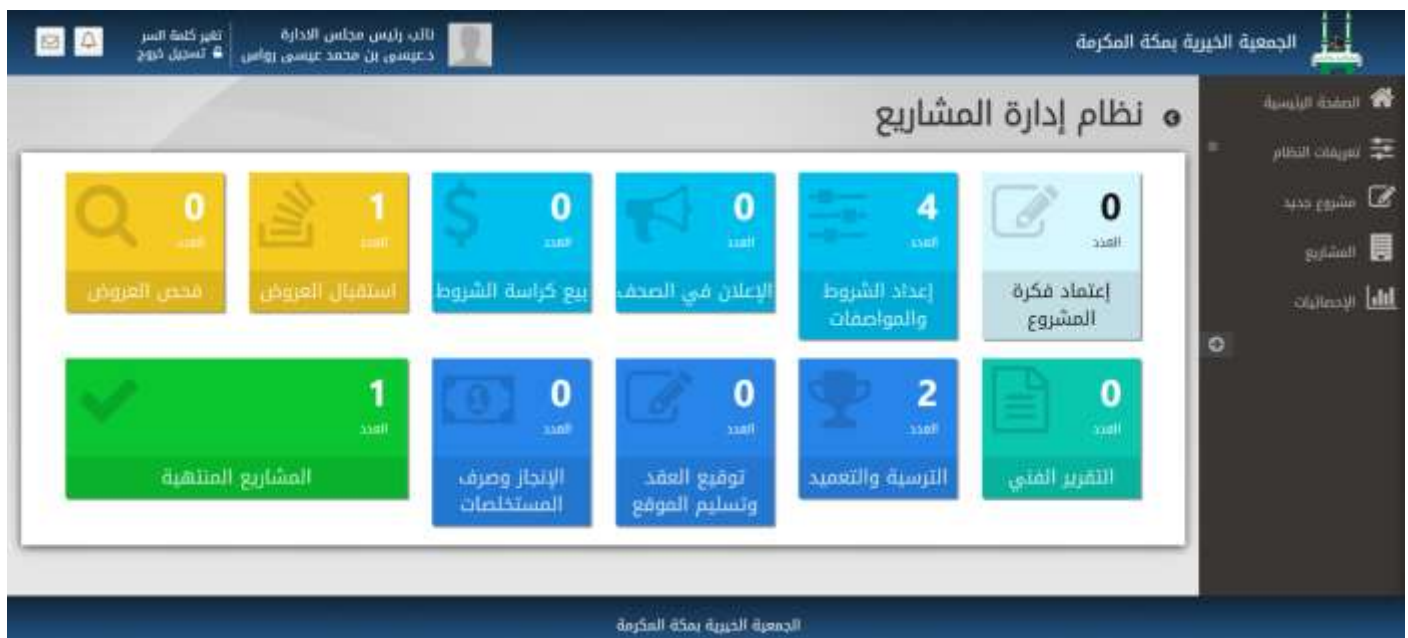 الجمعية الخيرية بمكة المكرمة
نائب رئيس مجلس الادارة
د.عيسى بن محمد عيسى رواس
تغير كلمة السر
تسجيل خروج
الصفحة الرئيسية
تعريفات النظام
مشروع جديد
المشاريع
الإحصائيات
نظام إدارة المشاريع
0
العدد
إعتماد فكرة
المشروع
4
العدد
إعداد الشروط
والمواصفات
0
العدد
الإعلان في الصحف
0
العدد
بيع كراسة الشروط
1
العدد
استقبال العروض
0
العدد
فحص العروض
0
العدد
التقرير الفني
2
العدد
الترسية والتعميد
0
العدد
توقيع العقد
وتسليم الموقع
0
العدد
الإنجاز وصرف
المستخلصات
1
العدد
المشاريع المنتهية
الجمعية الخيرية بمكة المكرمة